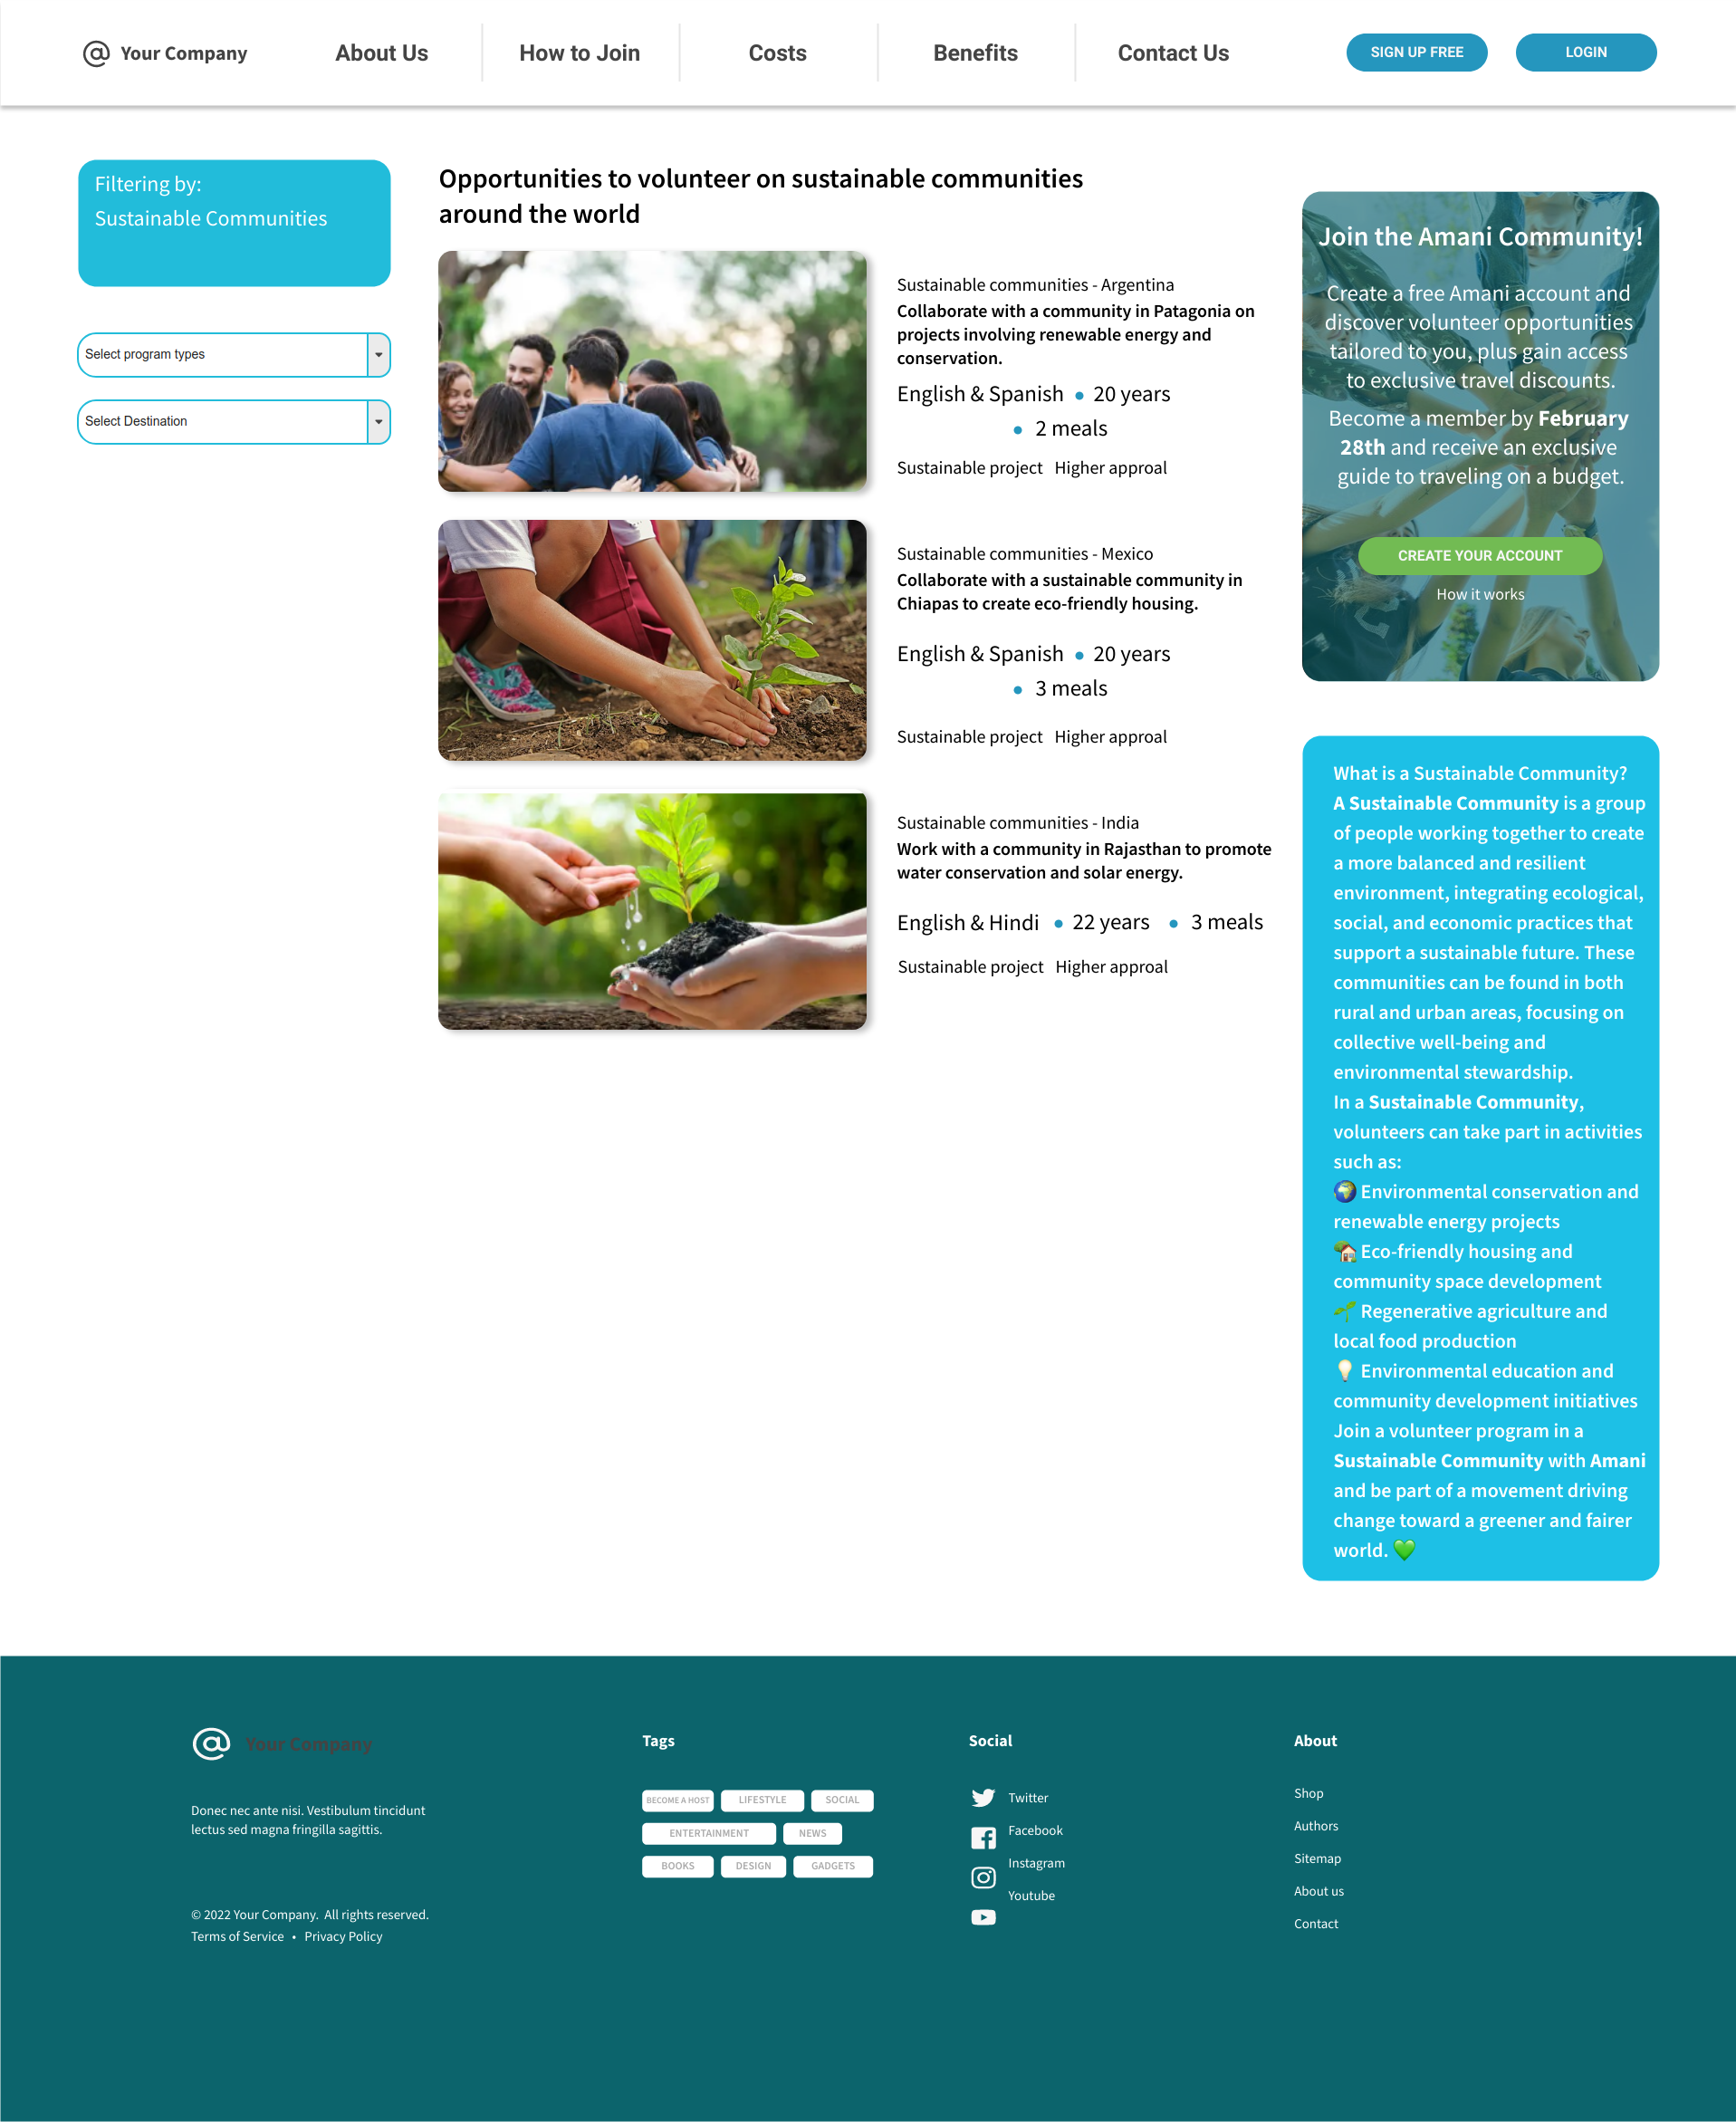 @ Your Company
About Us
How to Join
Costs
Benefits
Contact Us
SIGN UP FREE
LOGIN
Filtering by:
Sustainable Communities
Select program types
Select Destination
Opportunities to volunteer on sustainable communities
around the world
Sustainable communities - Argentina
Collaborate with a community in Patagonia on
projects involving renewable energy and
conservation.
English & Spanish • 20 years
• 2 meals
Sustainable project Higher approal
Sustainable communities - Mexico
Collaborate with a sustainable community in
Chiapas to create eco-friendly housing.
English & Spanish • 20 years
• 3 meals
Sustainable project Higher approal
Sustainable communities - India
Work with a community in Rajasthan to promote
water conservation and solar energy.
English & Hindi • 22 years • 3 meals
Sustainable project Higher approal
Join the Amani Community!
Create a free Amani account and
discover volunteer opportunities
tailored to you, plus gain access
to exclusive travel discounts.
Become a member by February
28th and receive an exclusive
guide to traveling on a budget.
CREATE YOUR ACCOUNT
How it works
What is a Sustainable Community?
A Sustainable Community is a group
of people working together to create
a more balanced and resilient
environment, integrating ecological,
social, and economic practices that
support a sustainable future. These
communities can be found in both
rural and urban areas, focusing on
collective well-being and
environmental stewardship.
In a Sustainable Community,
volunteers can take part in activities
such as:
🌍 Environmental conservation and
renewable energy projects
🏡 Eco-friendly housing and
community space development
🌱 Regenerative agriculture and
local food production
💡 Environmental education and
community development initiatives
Join a volunteer program in a
Sustainable Community with Amani
and be part of a movement driving
change toward a greener and fairer
world. 💚
@ Your Company
Donec nec ante nisi. Vestibulum tincidunt
lectus sed magna fringilla sagittis.
© 2022 Your Company. All rights reserved.
Terms of Service • Privacy Policy
Tags
BECOME A HOST
LIFESTYLE
SOCIAL
ENTERTAINMENT
NEWS
BOOKS
DESIGN
GADGETS
Social
Twitter
Facebook
Instagram
Youtube
About
Shop
Authors
Sitemap
About us
Contact